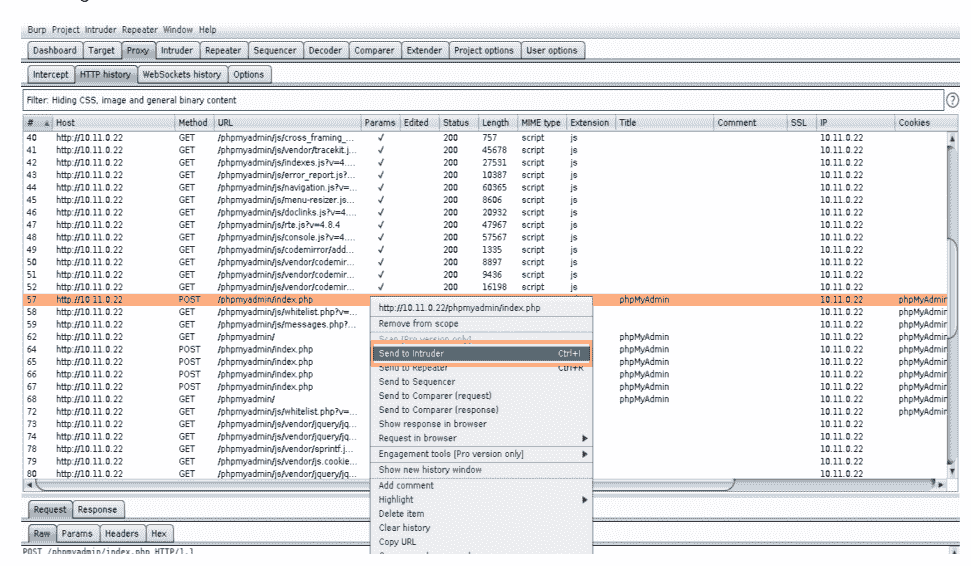 Burp Project Intruder Repeater Window Help
Dashboard Target Proxy Intruder Repeater Sequencer Decoder Comparer Extender Project options User options
Intercept HTTP history WebSockets history Options
Filter: Hiding CSS, image and general binary content ?
# Host Method URL Params Edited Status Length MIME type Extension Title Comment SSL IP Cookies
40 http://10.11.0.22 GET /phpmyadmin/js/cross_framing_... ✓ 200 757 script js 10.11.0.22
41 http://10.11.0.22 GET /phpmyadmin/js/vendor/tracekit.j... ✓ 200 45678 script js 10.11.0.22
42 http://10.11.0.22 GET /phpmyadmin/js/indexes.js?v=4.... ✓ 200 27531 script js 10.11.0.22
43 http://10.11.0.22 GET /phpmyadmin/js/error_report.js?... ✓ 200 10387 script js 10.11.0.22
44 http://10.11.0.22 GET /phpmyadmin/js/navigation.js?v=... ✓ 200 60365 script js 10.11.0.22
45 http://10.11.0.22 GET /phpmyadmin/js/menu-resizer.js... ✓ 200 8606 script js 10.11.0.22
46 http://10.11.0.22 GET /phpmyadmin/js/doclinks.js?v=4.... ✓ 200 20932 script js 10.11.0.22
47 http://10.11.0.22 GET /phpmyadmin/js/rte.js?v=4.8.4 ✓ 200 47967 script js 10.11.0.22
48 http://10.11.0.22 GET /phpmyadmin/js/console.js?v=4.... ✓ 200 57567 script js 10.11.0.22
49 http://10.11.0.22 GET /phpmyadmin/js/codemirror/add... ✓ 200 1335 script js 10.11.0.22
50 http://10.11.0.22 GET /phpmyadmin/js/vendor/codemir... ✓ 200 8897 script js 10.11.0.22
51 http://10.11.0.22 GET /phpmyadmin/js/vendor/codemir... ✓ 200 9436 script js 10.11.0.22
52 http://10.11.0.22 GET /phpmyadmin/js/vendor/codemir... ✓ 200 16198 script js 10.11.0.22
57 http://10.11.0.22 POST /phpmyadmin/index.php phpMyAdmin 10.11.0.22 phpMyAdmin
58 http://10.11.0.22 GET /phpmyadmin/js/whitelist.php?v=... 10.11.0.22 phpMyAdmin
59 http://10.11.0.22 GET /phpmyadmin/js/messages.php?... 10.11.0.22 phpMyAdmin
62 http://10.11.0.22 GET /phpmyadmin/ phpMyAdmin 10.11.0.22 phpMyAdmin
64 http://10.11.0.22 POST /phpmyadmin/index.php phpMyAdmin 10.11.0.22 phpMyAdmin
65 http://10.11.0.22 POST /phpmyadmin/index.php phpMyAdmin 10.11.0.22 phpMyAdmin
66 http://10.11.0.22 POST /phpmyadmin/index.php phpMyAdmin 10.11.0.22 phpMyAdmin
67 http://10.11.0.22 POST /phpmyadmin/index.php phpMyAdmin 10.11.0.22 phpMyAdmin
68 http://10.11.0.22 GET /phpmyadmin/ phpMyAdmin 10.11.0.22 phpMyAdmin
72 http://10.11.0.22 GET /phpmyadmin/js/whitelist.php?v=... 10.11.0.22 phpMyAdmin
73 http://10.11.0.22 GET /phpmyadmin/js/vendor/jquery/jq... 10.11.0.22
74 http://10.11.0.22 GET /phpmyadmin/js/vendor/jquery/jq... 10.11.0.22
78 http://10.11.0.22 GET /phpmyadmin/js/vendor/sprintf.j... 10.11.0.22
79 http://10.11.0.22 GET /phpmyadmin/js/vendor/js.cookie... 10.11.0.22
80 http://10.11.0.22 GET /phpmyadmin/js/vendor/jquery/jq... 10.11.0.22
http://10.11.0.22/phpmyadmin/index.php
Remove from scope
Scan [Pro version only]
Send to Intruder Ctrl+I
Send to Repeater Ctrl+R
Send to Sequencer
Send to Comparer (request)
Send to Comparer (response)
Show response in browser
Request in browser
Engagement tools [Pro version only]
Show new history window
Add comment
Highlight
Delete item
Clear history
Copy URL
Request Response
Raw Params Headers Hex
POST /phpmyadmin/index.php HTTP/1.1